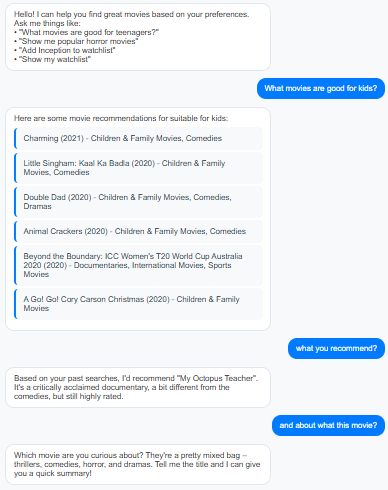 Hello! I can help you find great movies based on your preferences.
Ask me things like:
• "What movies are good for teenagers?"
• "Show me popular horror movies"
• "Add Inception to watchlist"
• "Show my watchlist"
What movies are good for kids?
Here are some movie recommendations for suitable for kids:
Charming (2021) - Children & Family Movies, Comedies
Little Singham: Kaal Ka Badla (2020) - Children & Family
Movies, Comedies
Double Dad (2020) - Children & Family Movies, Comedies,
Dramas
Animal Crackers (2020) - Children & Family Movies, Comedies
Beyond the Boundary: ICC Women's T20 World Cup Australia
2020 (2020) - Documentaries, International Movies, Sports
Movies
A Go! Go! Cory Carson Christmas (2020) - Children & Family
Movies
what you recommend?
Based on your past searches, I'd recommend "My Octopus Teacher".
It's a critically acclaimed documentary, a bit different from the
comedies, but still highly rated.
and about what this movie?
Which movie are you curious about? They're a pretty mixed bag –
thrillers, comedies, horror, and dramas. Tell me the title and I can give
you a quick summary!